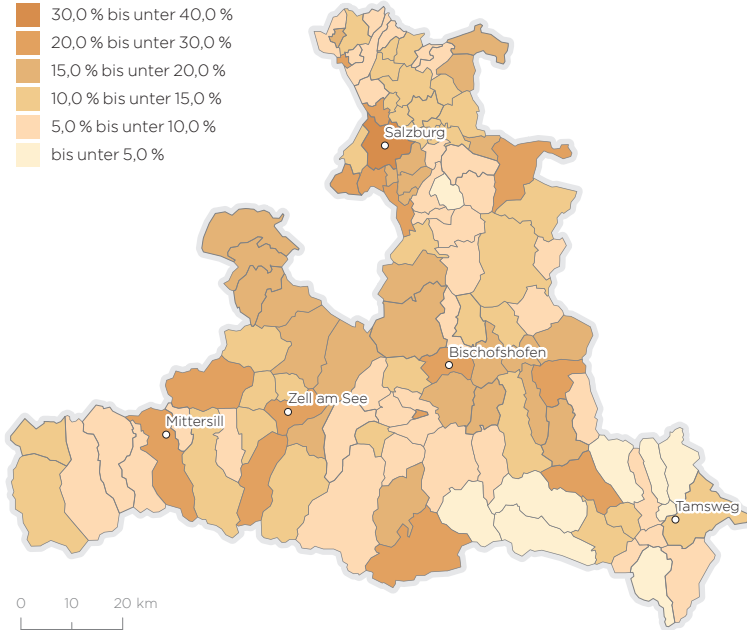 30,0 % bis unter 40,0 %
20,0 % bis unter 30,0 %
15,0 % bis unter 20,0 %
10,0 % bis unter 15,0 %
5,0 % bis unter 10,0 %
bis unter 5,0 %
Salzburg
Bischofshofen
Zell am See
Mittersill
Tamsweg
0 10 20 km